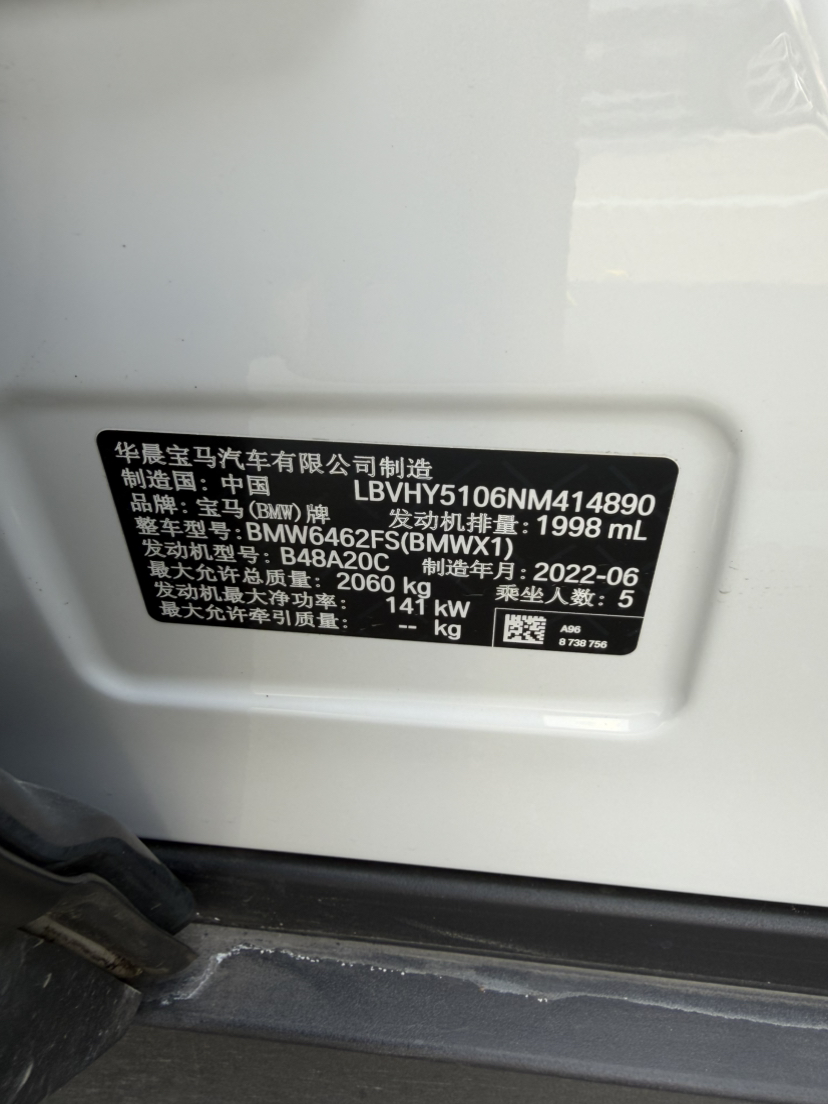 华晨宝马汽车有限公司制造
制造国：中国 LBVHY5106NM414890
品牌：宝马(BMW)牌 发动机排量：1998 mL
整车型号：BMW6462FS(BMWX1)
发动机型号：B48A20C 制造年月：2022-06
最大允许总质量：2060 kg 乘坐人数：5
发动机最大净功率：141 kW
最大允许牵引质量：-- kg
A96
8 738 756